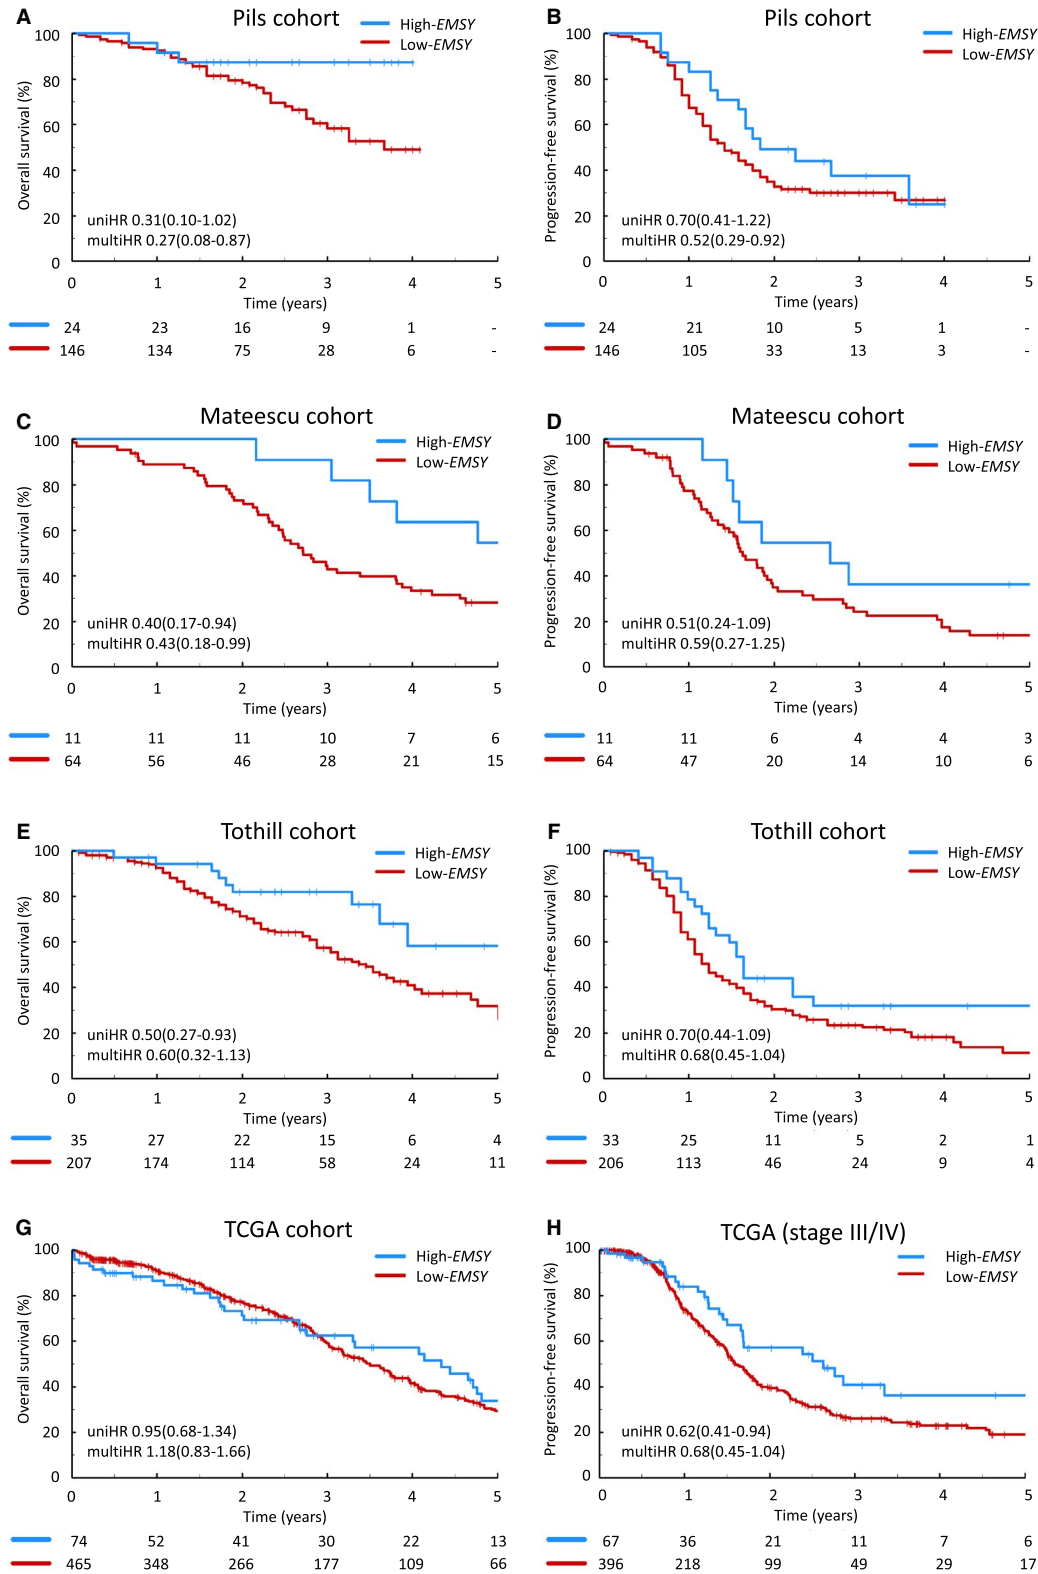 A
Pils cohort
High-EMSY
Low-EMSY
Overall survival (%)
100
80
60
40
20
0
uniHR 0.31(0.10-1.02)
multiHR 0.27(0.08-0.87)
0 1 2 3 4 5
Time (years)
24 23 16 9 1 -
146 134 75 28 6 -
B
Pils cohort
High-EMSY
Low-EMSY
Progression-free survival (%)
100
80
60
40
20
0
uniHR 0.70(0.41-1.22)
multiHR 0.52(0.29-0.92)
0 1 2 3 4 5
Time (years)
24 21 10 5 1 -
146 105 33 13 3 -
C
Mateescu cohort
High-EMSY
Low-EMSY
Overall survival (%)
100
80
60
40
20
0
uniHR 0.40(0.17-0.94)
multiHR 0.43(0.18-0.99)
0 1 2 3 4 5
Time (years)
11 11 11 10 7 6
64 56 46 28 21 15
D
Mateescu cohort
High-EMSY
Low-EMSY
Progression-free survival (%)
100
80
60
40
20
0
uniHR 0.51(0.24-1.09)
multiHR 0.59(0.27-1.25)
0 1 2 3 4 5
Time (years)
11 11 6 4 4 3
64 47 20 14 10 6
E
Tothill cohort
High-EMSY
Low-EMSY
Overall survival (%)
100
80
60
40
20
0
uniHR 0.50(0.27-0.93)
multiHR 0.60(0.32-1.13)
0 1 2 3 4 5
Time (years)
35 27 22 15 6 4
207 174 114 58 24 11
F
Tothill cohort
High-EMSY
Low-EMSY
Progression-free survival (%)
100
80
60
40
20
0
uniHR 0.70(0.44-1.09)
multiHR 0.68(0.45-1.04)
0 1 2 3 4 5
Time (years)
33 25 11 5 2 1
206 113 46 24 9 4
G
TCGA cohort
High-EMSY
Low-EMSY
Overall survival (%)
100
80
60
40
20
0
uniHR 0.95(0.68-1.34)
multiHR 1.18(0.83-1.66)
0 1 2 3 4 5
Time (years)
74 52 41 30 22 13
465 348 266 177 109 66
H
TCGA (stage III/IV)
High-EMSY
Low-EMSY
Progression-free survival (%)
100
80
60
40
20
0
uniHR 0.62(0.41-0.94)
multiHR 0.68(0.45-1.04)
0 1 2 3 4 5
Time (years)
67 36 21 11 7 6
396 218 99 49 29 17